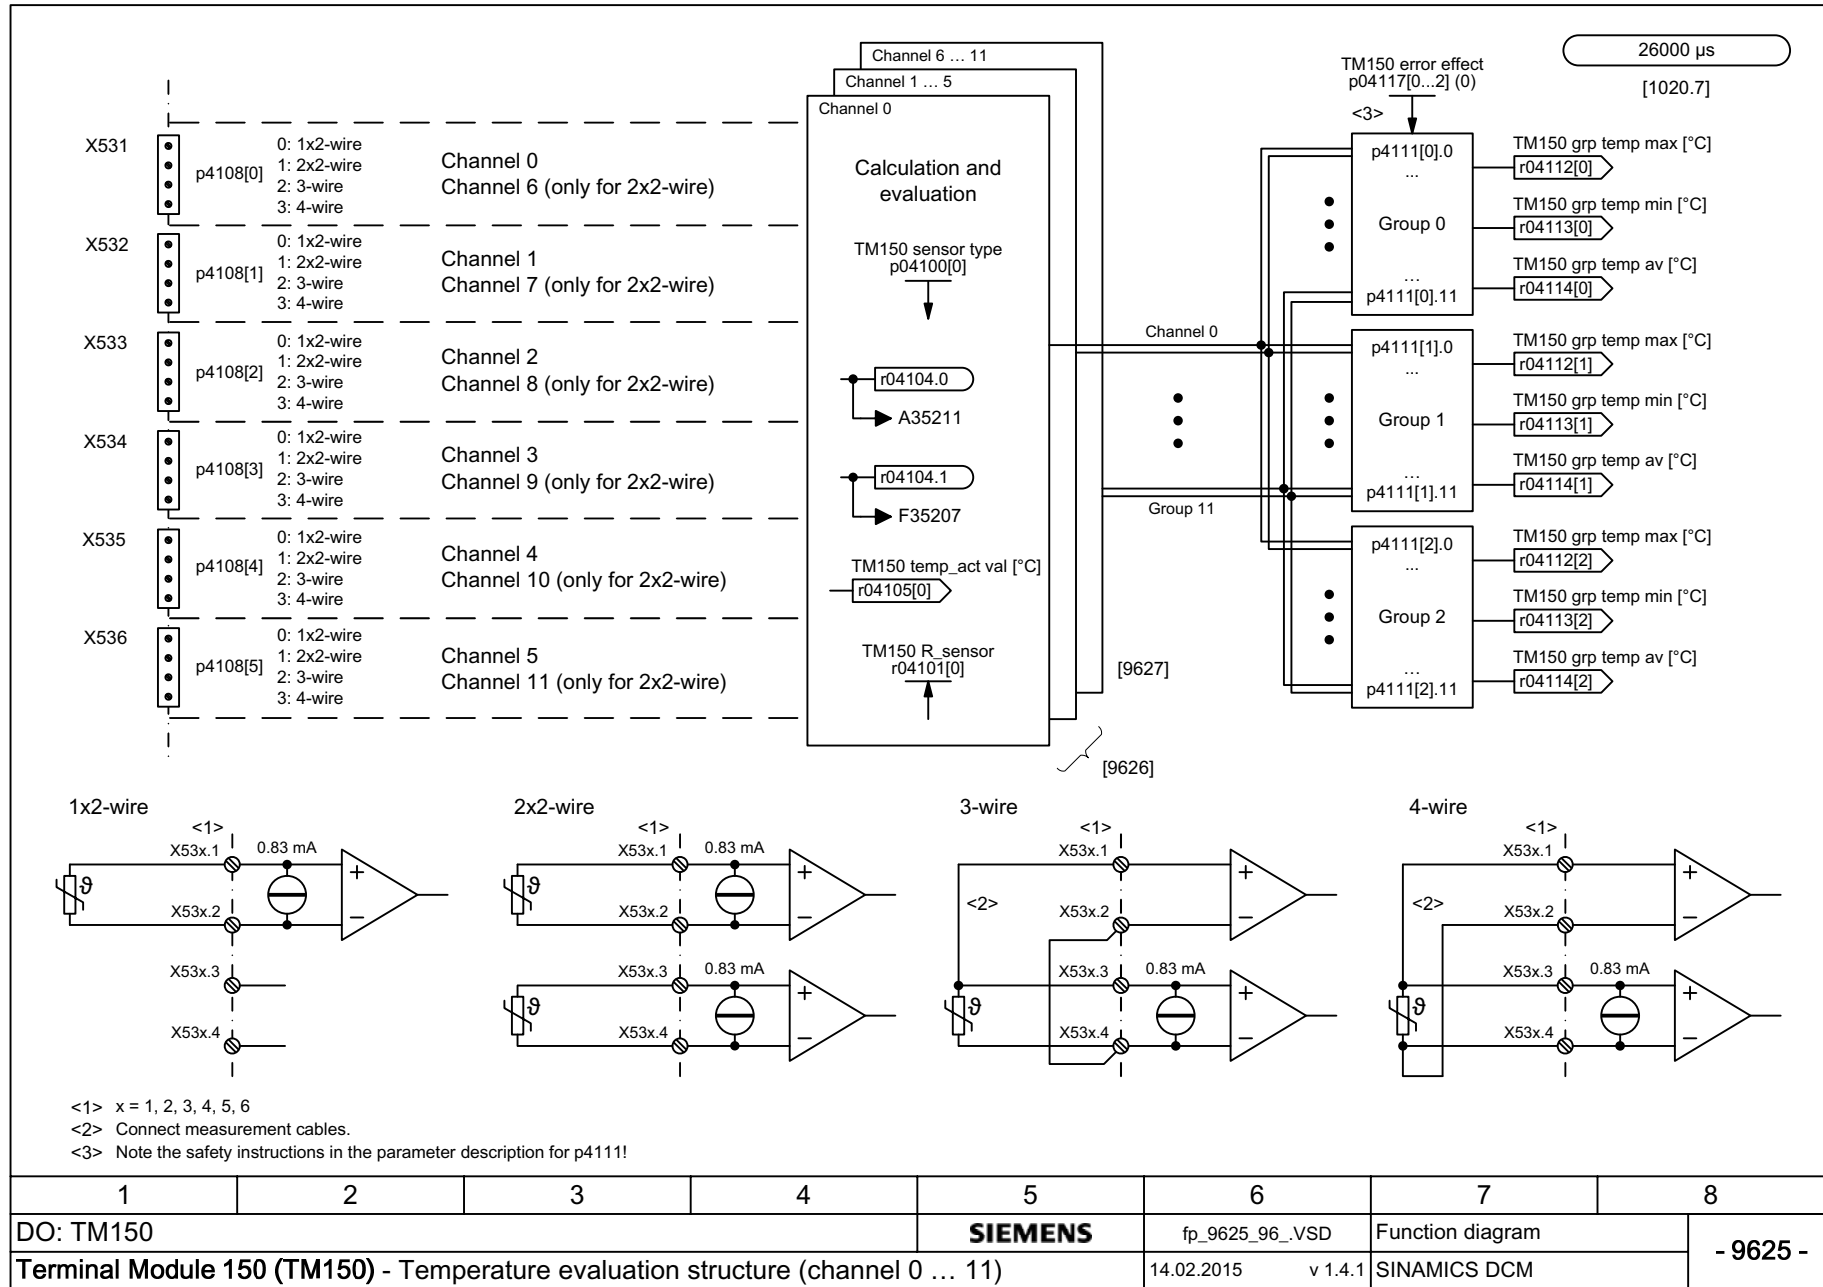 26000 µs
[1020.7]
Channel 6 … 11
Channel 1 … 5
Channel 0
TM150 error effect
p04117[0...2] (0)
<3>
X531
p4108[0]
0: 1x2-wire
1: 2x2-wire
2: 3-wire
3: 4-wire
Channel 0
Channel 6 (only for 2x2-wire)
X532
p4108[1]
0: 1x2-wire
1: 2x2-wire
2: 3-wire
3: 4-wire
Channel 1
Channel 7 (only for 2x2-wire)
X533
p4108[2]
0: 1x2-wire
1: 2x2-wire
2: 3-wire
3: 4-wire
Channel 2
Channel 8 (only for 2x2-wire)
X534
p4108[3]
0: 1x2-wire
1: 2x2-wire
2: 3-wire
3: 4-wire
Channel 3
Channel 9 (only for 2x2-wire)
X535
p4108[4]
0: 1x2-wire
1: 2x2-wire
2: 3-wire
3: 4-wire
Channel 4
Channel 10 (only for 2x2-wire)
X536
p4108[5]
0: 1x2-wire
1: 2x2-wire
2: 3-wire
3: 4-wire
Channel 5
Channel 11 (only for 2x2-wire)
Calculation and
evaluation
TM150 sensor type
p04100[0]
r04104.0
A35211
r04104.1
F35207
TM150 temp_act val [°C]
r04105[0]
TM150 R_sensor
r04101[0]
[9627]
[9626]
Channel 0
Group 11
p4111[0].0
...
Group 0
...
p4111[0].11
TM150 grp temp max [°C]
r04112[0]
TM150 grp temp min [°C]
r04113[0]
TM150 grp temp av [°C]
r04114[0]
p4111[1].0
...
Group 1
...
p4111[1].11
TM150 grp temp max [°C]
r04112[1]
TM150 grp temp min [°C]
r04113[1]
TM150 grp temp av [°C]
r04114[1]
p4111[2].0
...
Group 2
...
p4111[2].11
TM150 grp temp max [°C]
r04112[2]
TM150 grp temp min [°C]
r04113[2]
TM150 grp temp av [°C]
r04114[2]
1x2-wire
<1>
X53x.1
0.83 mA
+
ϑ
X53x.2
−
X53x.3
X53x.4
2x2-wire
<1>
X53x.1
0.83 mA
+
ϑ
X53x.2
−
X53x.3
0.83 mA
+
ϑ
X53x.4
−
3-wire
<1>
X53x.1
+
<2>
X53x.2
−
X53x.3
0.83 mA
+
ϑ
X53x.4
−
4-wire
<1>
X53x.1
+
<2>
X53x.2
−
X53x.3
0.83 mA
+
ϑ
X53x.4
−
<1> x = 1, 2, 3, 4, 5, 6
<2> Connect measurement cables.
<3> Note the safety instructions in the parameter description for p4111!
1 2 3 4 5 6 7 8
DO: TM150
SIEMENS
fp_9625_96_.VSD
Function diagram
- 9625 -
Terminal Module 150 (TM150) - Temperature evaluation structure (channel 0 … 11)
14.02.2015 v 1.4.1
SINAMICS DCM